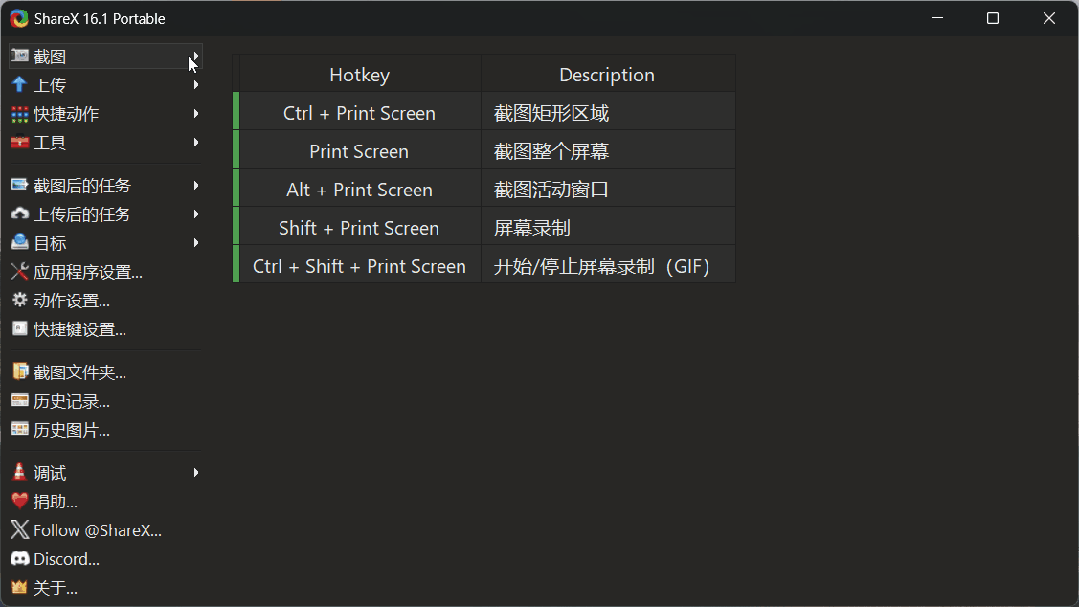 ShareX 16.1 Portable
截图
上传
快捷动作
工具
截图后的任务
上传后的任务
目标
应用程序设置...
动作设置...
快捷键设置...
截图文件夹...
历史记录...
历史图片...
调试
捐助...
Follow @ShareX...
Discord...
关于...
Hotkey Description
Ctrl + Print Screen 截图矩形区域
Print Screen 截图整个屏幕
Alt + Print Screen 截图活动窗口
Shift + Print Screen 屏幕录制
Ctrl + Shift + Print Screen 开始/停止屏幕录制（GIF）